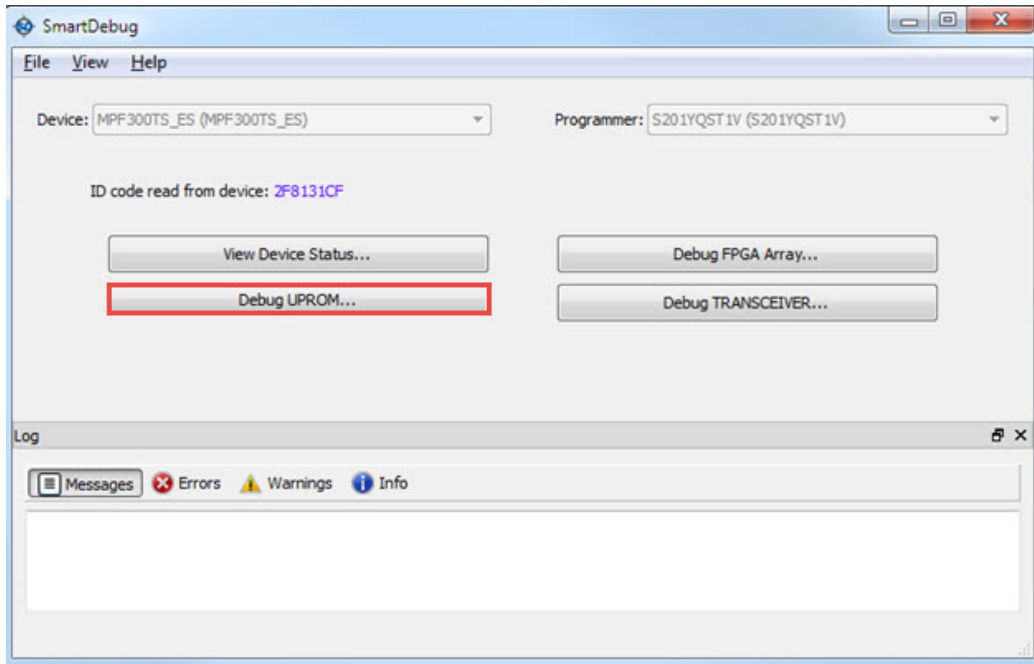 SmartDebug
File View Help
Device: MPF300TS_ES (MPF300TS_ES) Programmer: S201YQST1V (S201YQST1V)
ID code read from device: 2F8131CF
View Device Status... Debug FPGA Array...
Debug UPROM... Debug TRANSCEIVER...
Log
Messages Errors Warnings Info